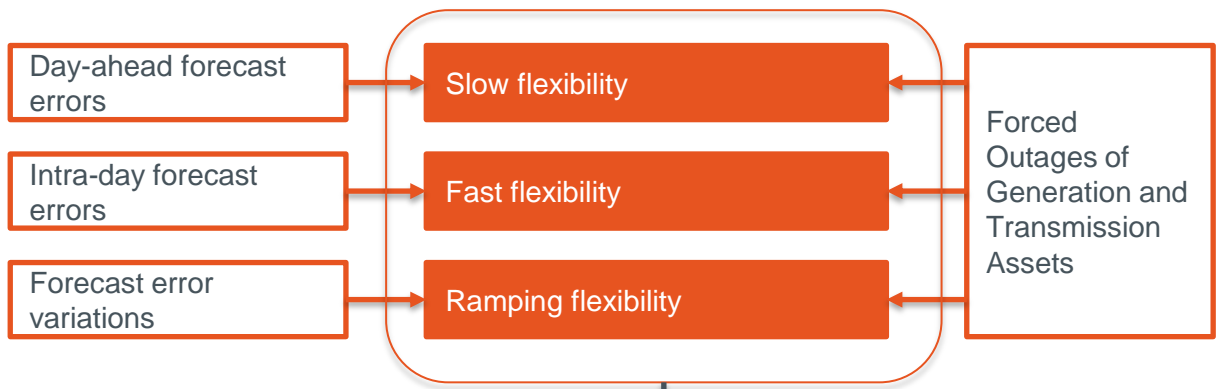 Day-ahead forecast
errors
Slow flexibility
Intra-day forecast
errors
Fast flexibility
Forecast error
variations
Ramping flexibility
Forced
Outages of
Generation and
Transmission
Assets